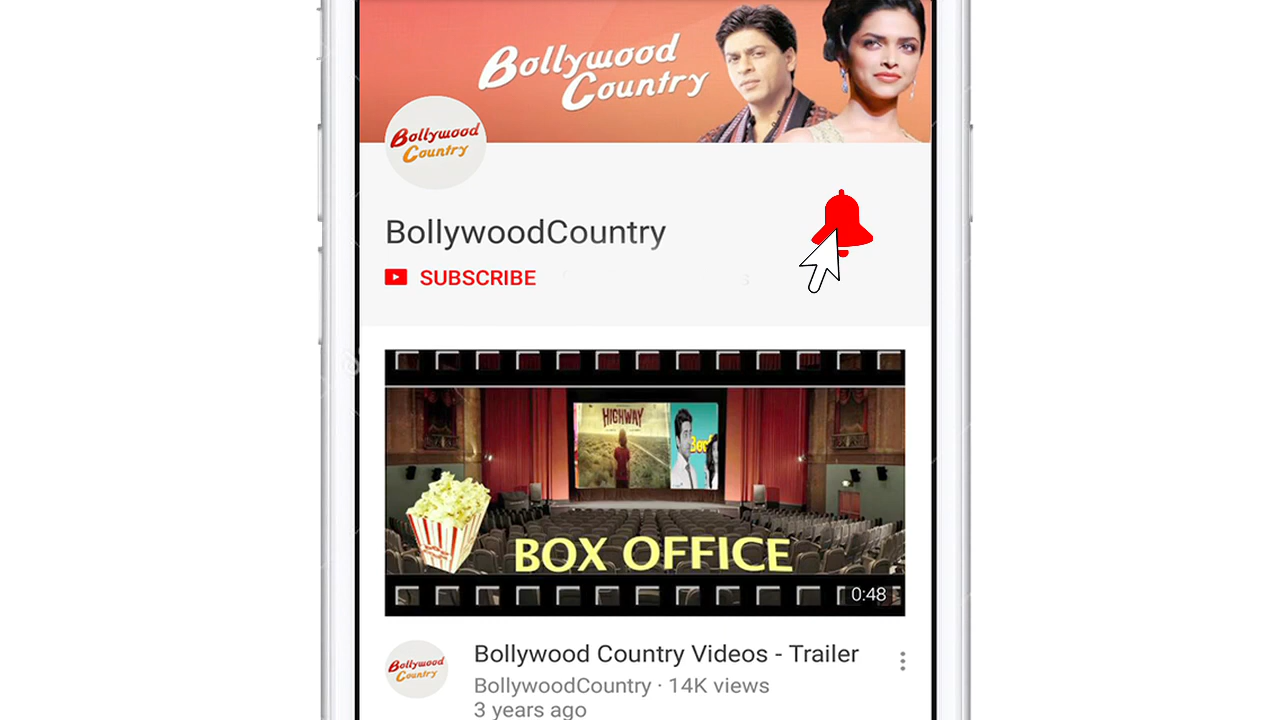 Bollywood
Country
Bollywood
Country
BollywoodCountry
SUBSCRIBE
HIGHWAY
BOX OFFICE
0:48
Bollywood
Country
Bollywood Country Videos - Trailer
BollywoodCountry · 14K views
3 years ago